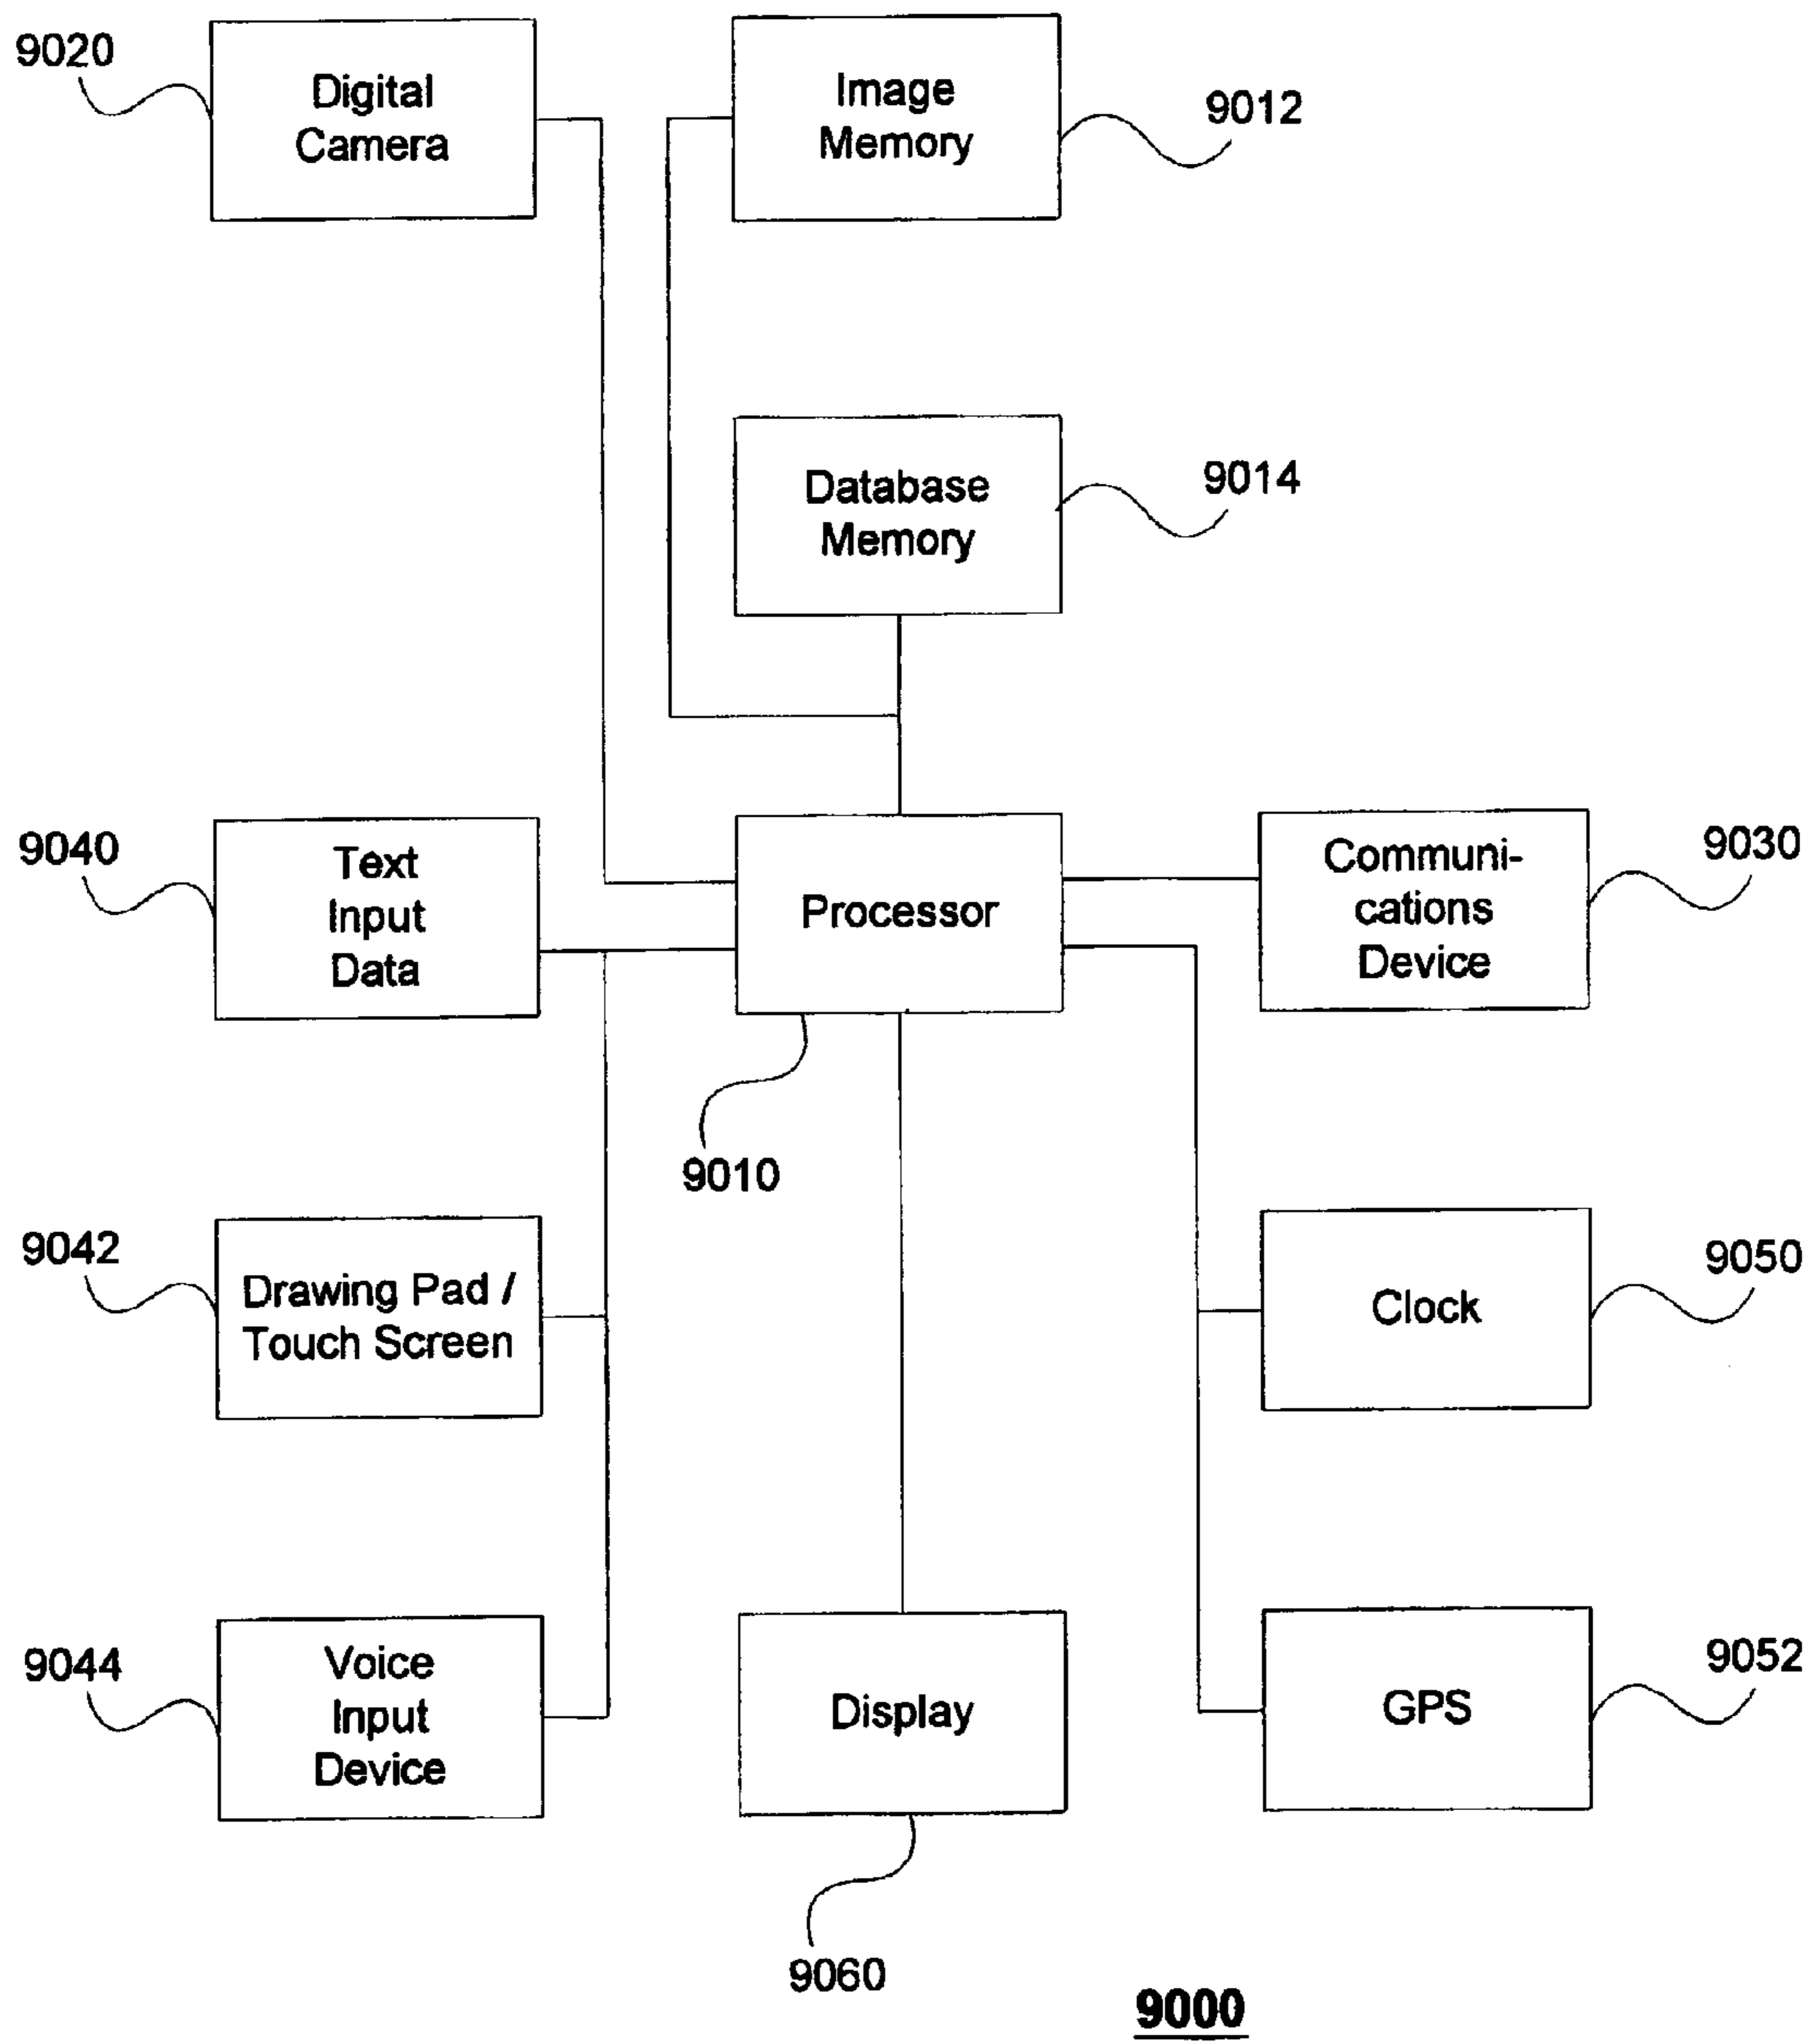 9020
Digital
Camera
Image
Memory
9012
Database
Memory
9014
9040
Text
Input
Data
Processor
9010
Communi-
cations
Device
9030
9042
Drawing Pad /
Touch Screen
Clock
9050
9044
Voice
Input
Device
Display
9060
GPS
9052
9000